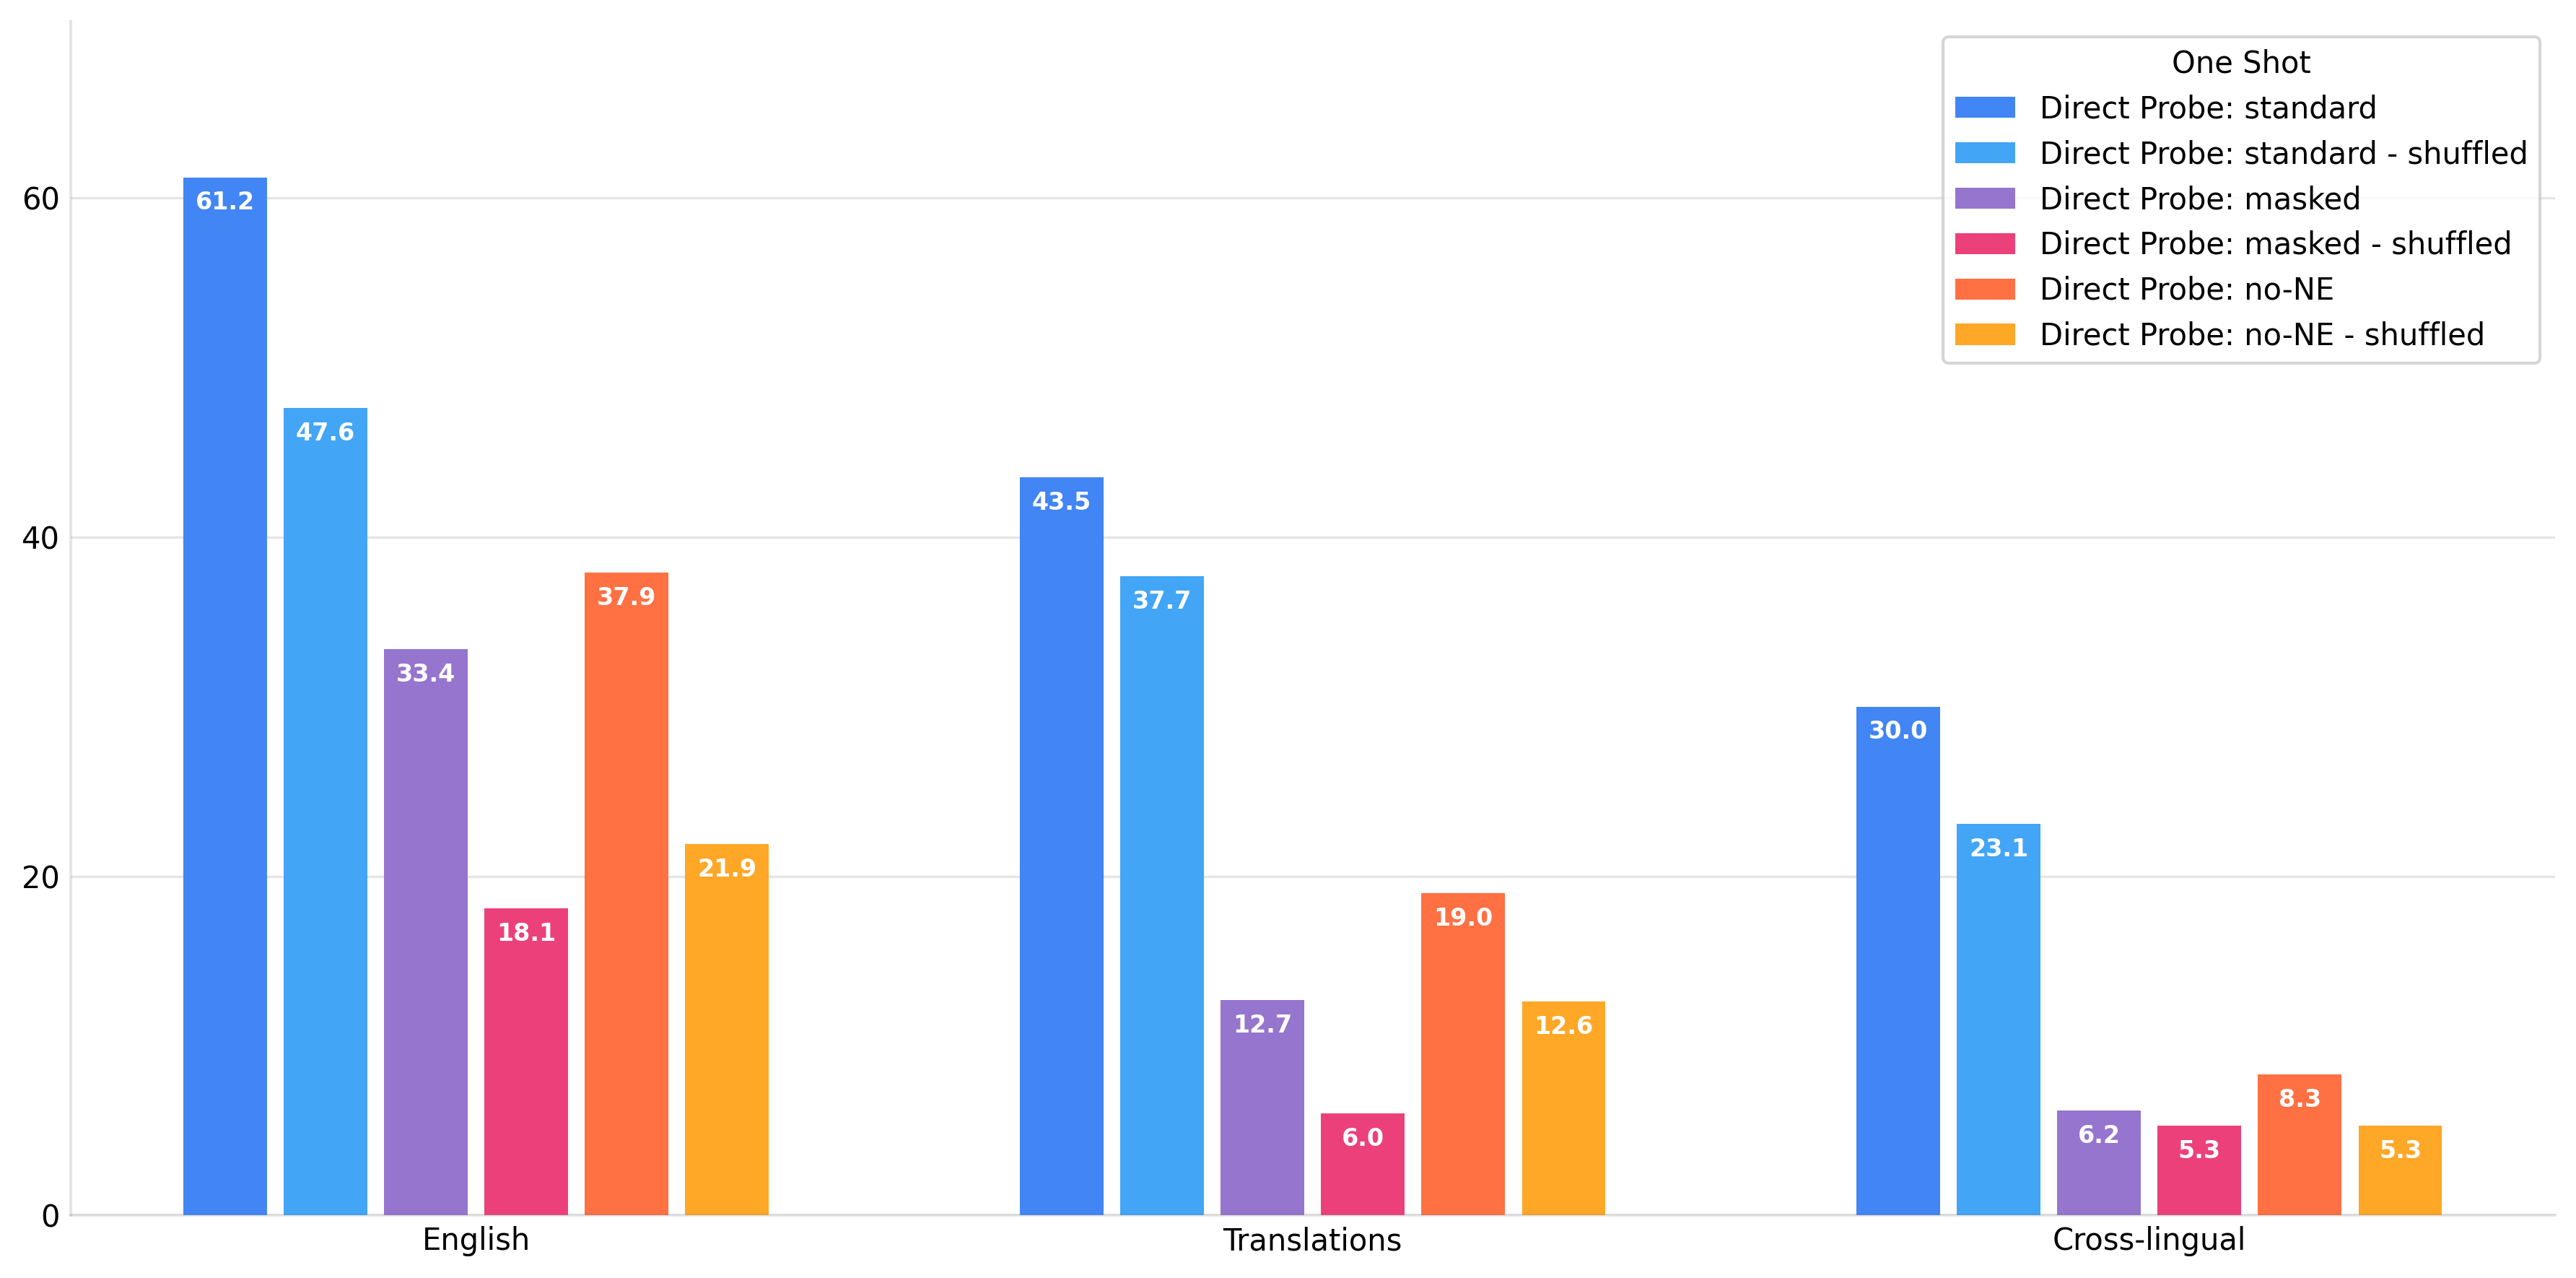 One Shot
Direct Probe: standard
Direct Probe: standard - shuffled
Direct Probe: masked
Direct Probe: masked - shuffled
Direct Probe: no-NE
Direct Probe: no-NE - shuffled
60
40
20
0
61.2
47.6
33.4
18.1
37.9
21.9
43.5
37.7
12.7
6.0
19.0
12.6
30.0
23.1
6.2
5.3
8.3
5.3
English
Translations
Cross-lingual